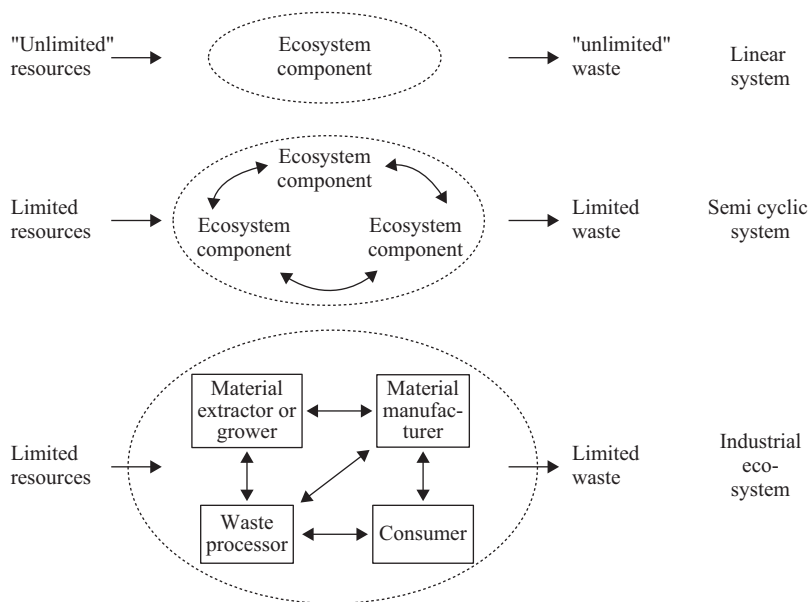 "Unlimited"
resources
Ecosystem
component
"unlimited"
waste
Linear
system
Limited
resources
Ecosystem
component
Ecosystem
component
Ecosystem
component
Limited
waste
Semi cyclic
system
Limited
resources
Material
extractor or
grower
Material
manufac-
turer
Waste
processor
Consumer
Limited
waste
Industrial
eco-
system